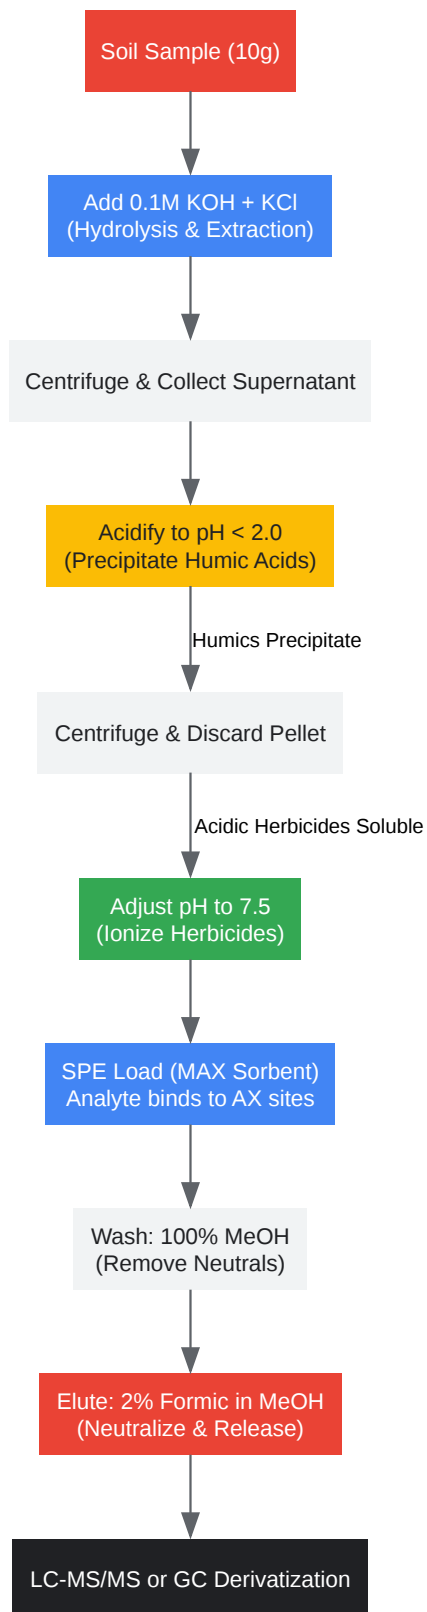 Soil Sample (10g)
Add 0.1M KOH + KCl
(Hydrolysis & Extraction)
Centrifuge & Collect Supernatant
Acidify to pH < 2.0
(Precipitate Humic Acids)
Humics Precipitate
Centrifuge & Discard Pellet
Acidic Herbicides Soluble
Adjust pH to 7.5
(Ionize Herbicides)
SPE Load (MAX Sorbent)
Analyte binds to AX sites
Wash: 100% MeOH
(Remove Neutrals)
Elute: 2% Formic in MeOH
(Neutralize & Release)
LC-MS/MS or GC Derivatization